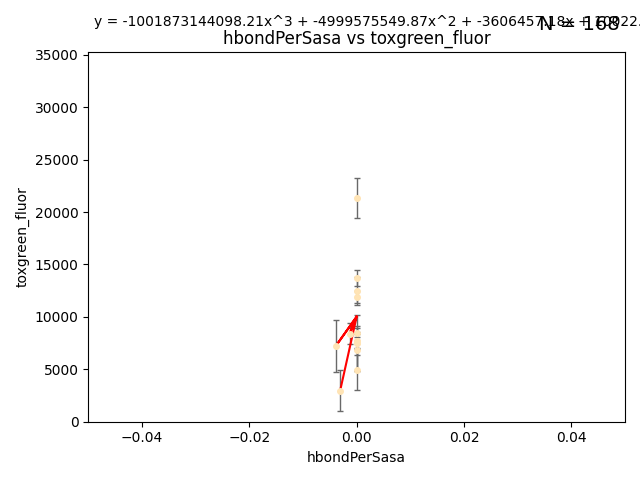 y = -1001873144098.21x^3 + -4999575549.87x^2 + -3606457.18x +
N = 168
hbondPerSasa vs toxgreen_fluor
35000
30000
25000
20000
15000
10000
5000
0
toxgreen_fluor
-0.04
-0.02
0.00
0.02
0.04
hbondPerSasa